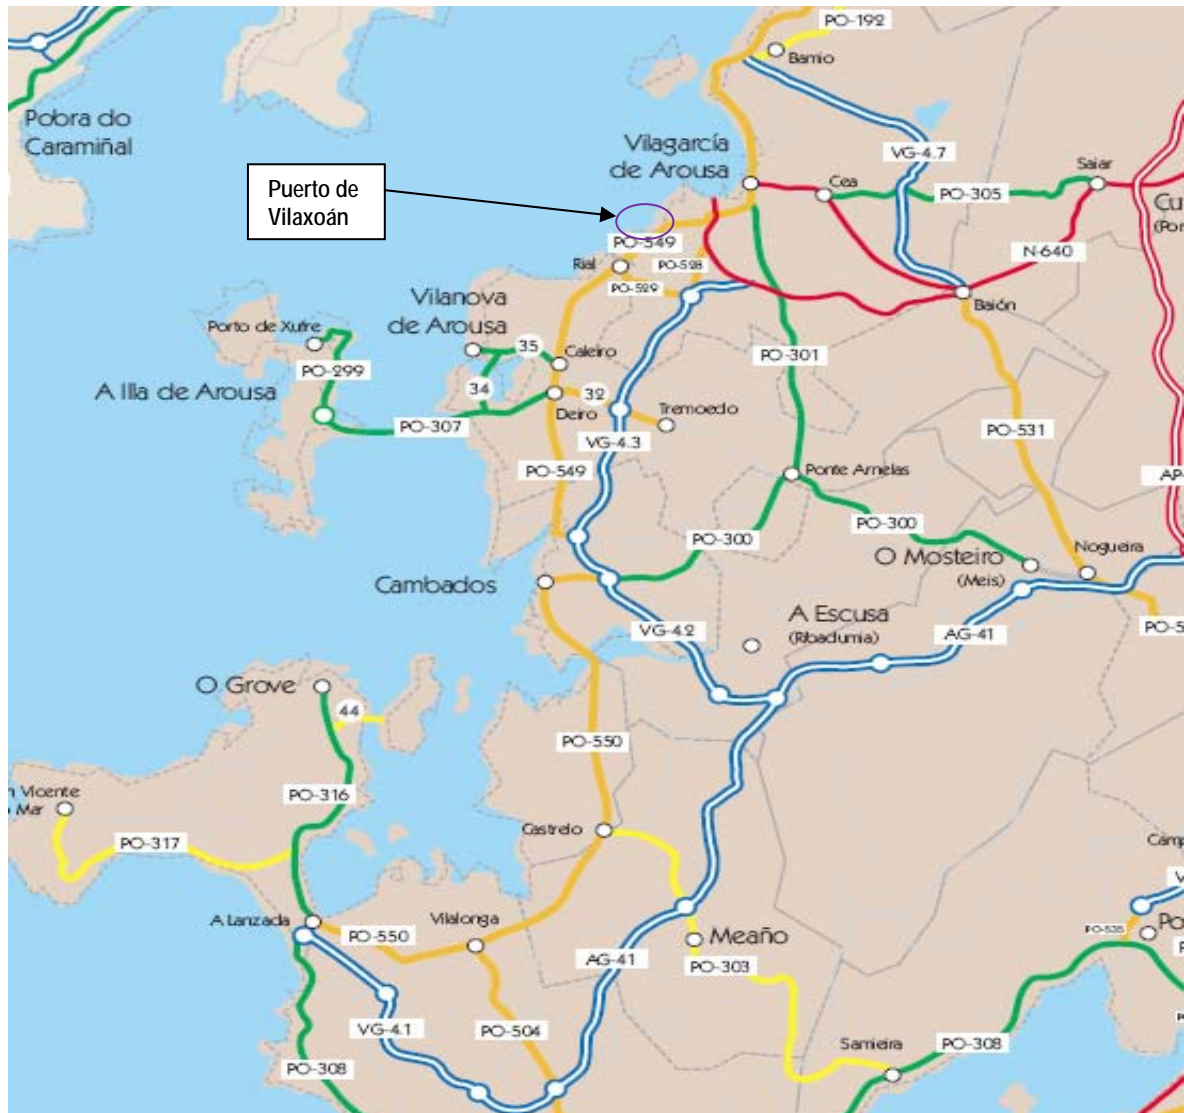 PO-192
Bamio
Pobra do
Caramiñal
Vilagarcía
de Arousa
VG-4.7
Saiar
Cea
PO-305
Puerto de
Vilaxoán
PO-549
N-640
Rial
PO-528
PO-529
Baión
Vilanova
de Arousa
Porto de Xufre
35
Caleiro
PO-301
PO-299
A Illa de Arousa
34
32
Deiro
Tremoedo
PO-307
VG-4.3
PO-531
PO-549
Ponte Arnelas
PO-300
PO-300
Nogueira
O Mosteiro
(Meis)
Cambados
A Escusa
(Ribadumia)
VG-4.2
AG-41
O Grove
44
PO-550
PO-316
Vicente
Mar
Castrelo
PO-317
A Lanzada
Vilalonga
PO-550
Meaño
PO-535
AG-41
PO-303
VG-4.1
PO-504
Samieira
PO-308
PO-308